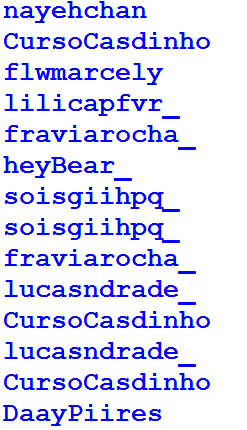 nayehchan
CursoCasdinho
flwmarcely
lilicapfvr_
fraviarocha_
heyBear_
soisgiihpq_
soisgiihpq_
fraviarocha_
lucasndrade_
CursoCasdinho
lucasndrade_
CursoCasdinho
DaayPiires